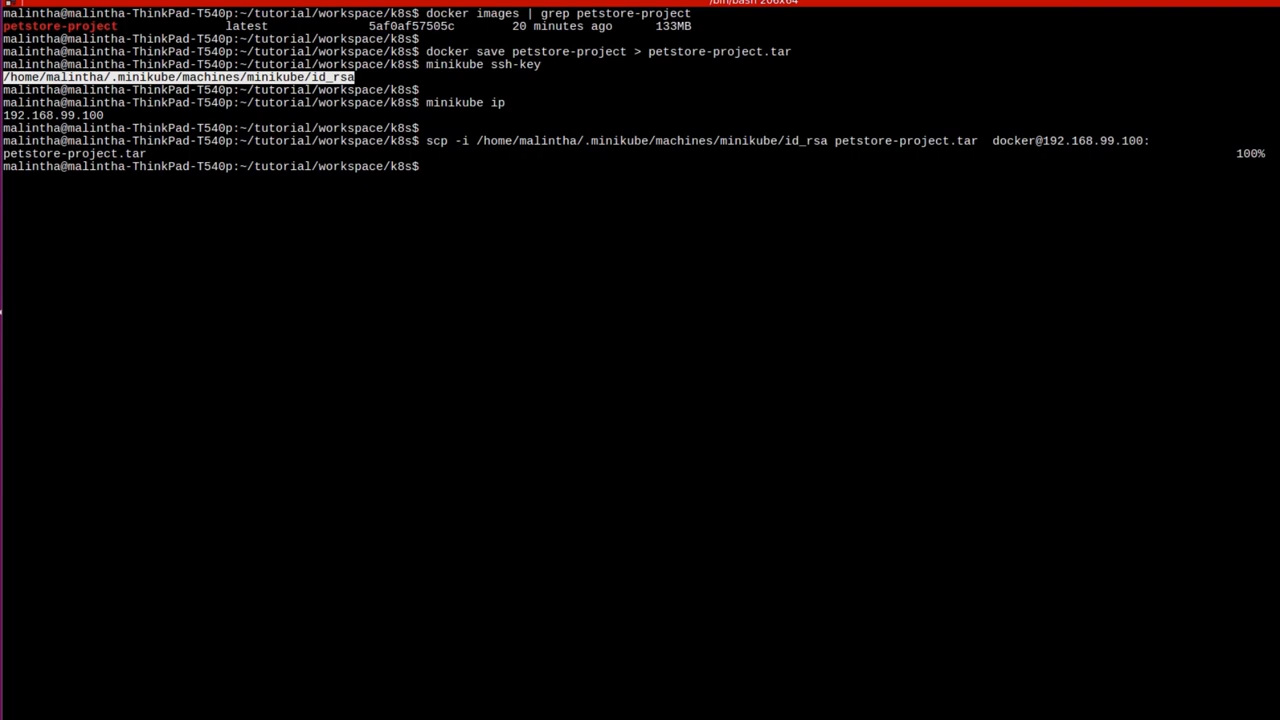 /bin/bash 206x64
malintha@malintha-ThinkPad-T540p:~/tutorial/workspace/k8s$ docker images | grep petstore-project
petstore-project latest 5af0af57505c 20 minutes ago 133MB
malintha@malintha-ThinkPad-T540p:~/tutorial/workspace/k8s$
malintha@malintha-ThinkPad-T540p:~/tutorial/workspace/k8s$ docker save petstore-project > petstore-project.tar
malintha@malintha-ThinkPad-T540p:~/tutorial/workspace/k8s$ minikube ssh-key
/home/malintha/.minikube/machines/minikube/id_rsa
malintha@malintha-ThinkPad-T540p:~/tutorial/workspace/k8s$
malintha@malintha-ThinkPad-T540p:~/tutorial/workspace/k8s$ minikube ip
192.168.99.100
malintha@malintha-ThinkPad-T540p:~/tutorial/workspace/k8s$
malintha@malintha-ThinkPad-T540p:~/tutorial/workspace/k8s$ scp -i /home/malintha/.minikube/machines/minikube/id_rsa petstore-project.tar  docker@192.168.99.100:
petstore-project.tar 100%
malintha@malintha-ThinkPad-T540p:~/tutorial/workspace/k8s$